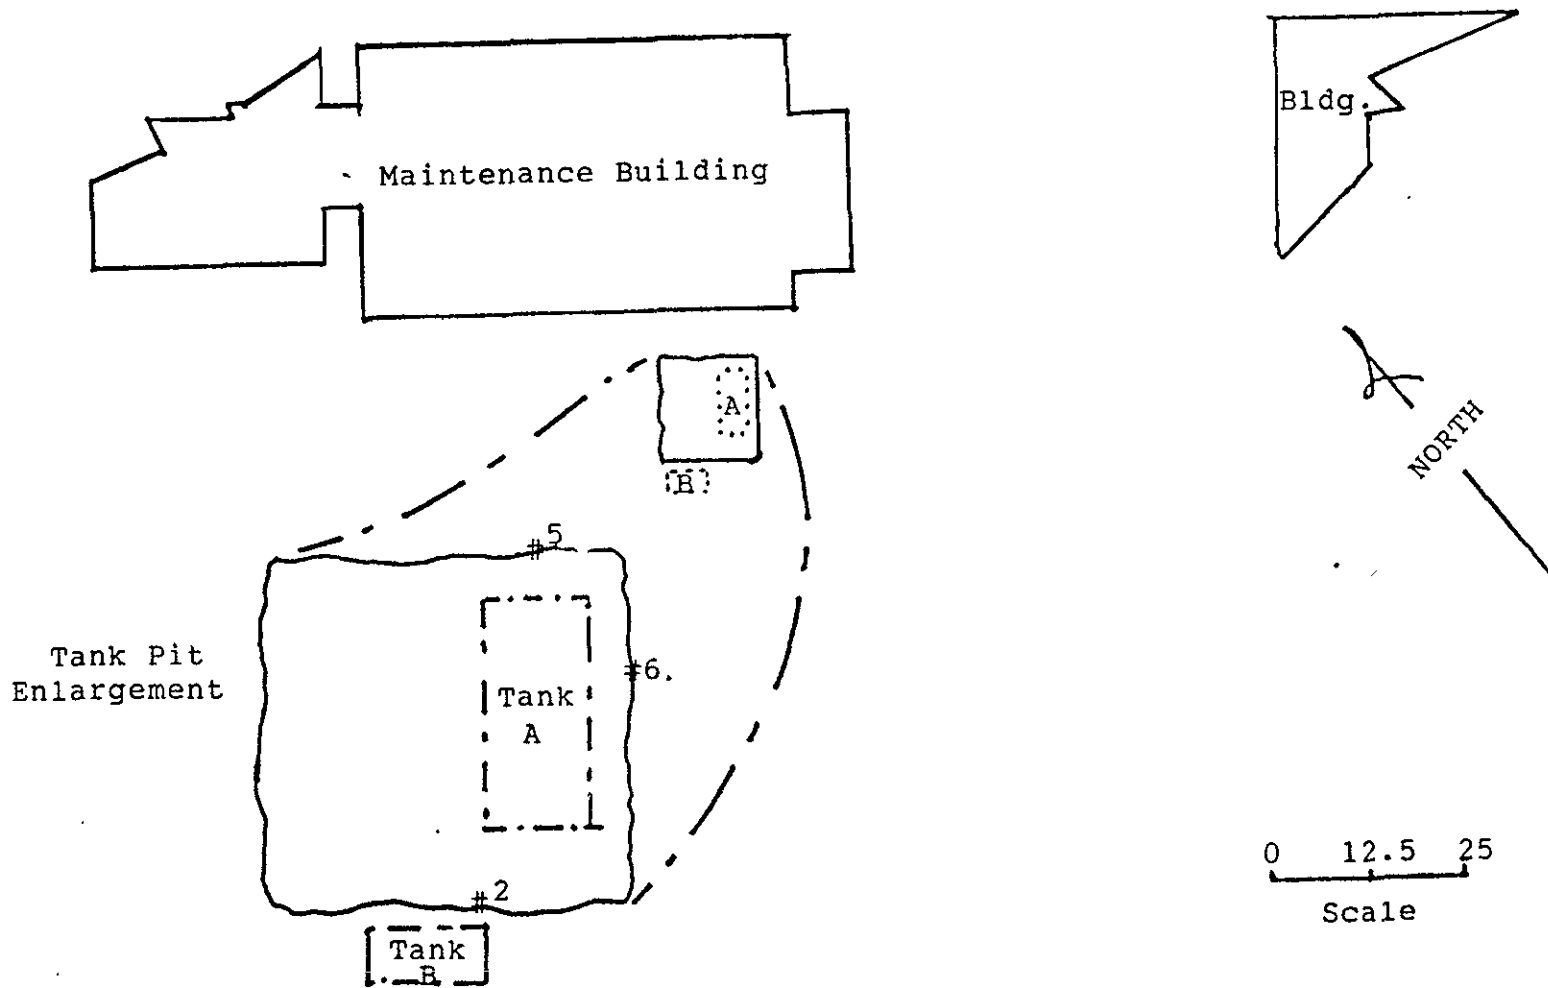 Bldg.
Maintenance Building
A
B
NORTH
#5
Tank Pit
Enlargement
#6.
Tank
A
#2
Tank
B
0 12.5 25
Scale